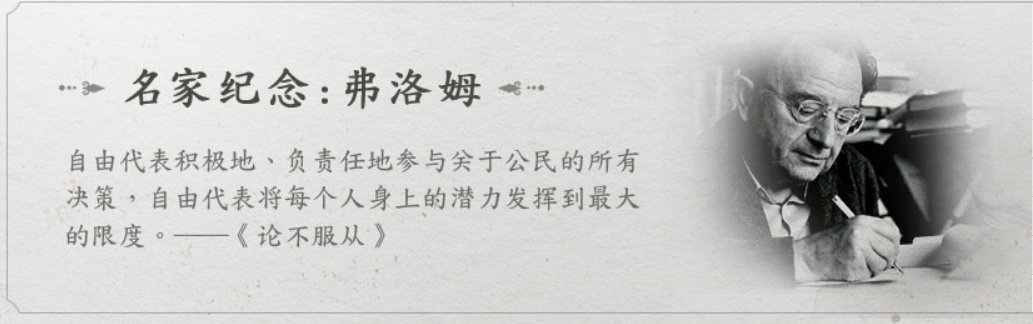 名家纪念:弗洛姆
自由代表积极地、负责任地参与关于公民的所有
决策，自由代表将每个人身上的潜力发挥到最大
的限度。——《论不服从》